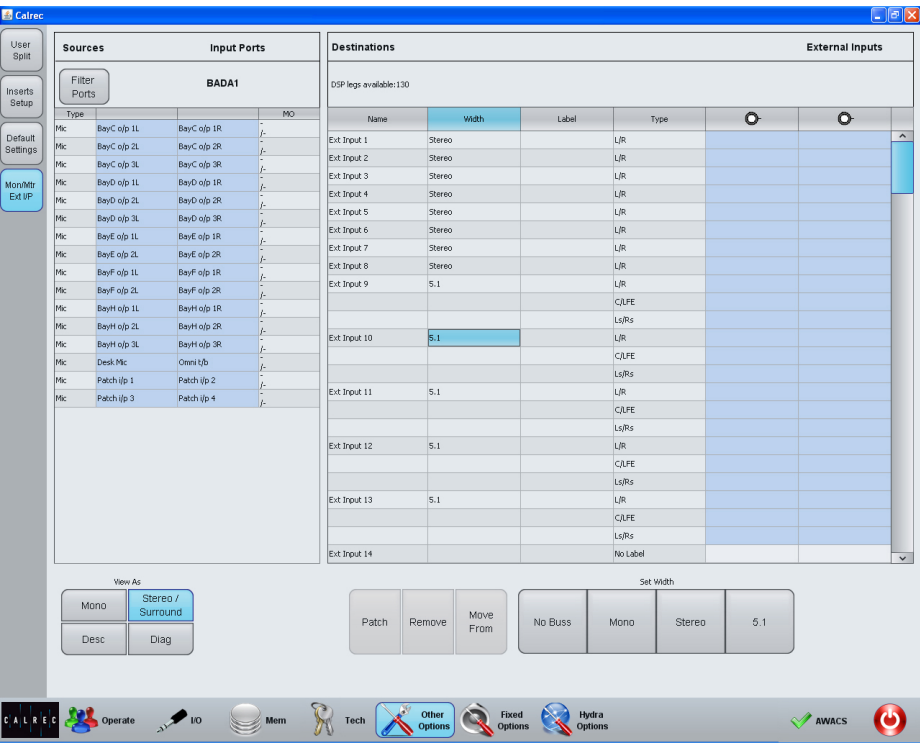 Calrec
User
Split
Inserts
Setup
Default
Settings
Mon/Mtr
Ext I/P
Sources Input Ports
Filter
Ports
BADA1
Type MO
Mic BayC o/p 1L BayC o/p 1R -/-
Mic BayC o/p 2L BayC o/p 2R -/-
Mic BayC o/p 3L BayC o/p 3R -/-
Mic BayD o/p 1L BayD o/p 1R -/-
Mic BayD o/p 2L BayD o/p 2R -/-
Mic BayD o/p 3L BayD o/p 3R -/-
Mic BayE o/p 1L BayE o/p 1R -/-
Mic BayE o/p 2L BayE o/p 2R -/-
Mic BayF o/p 1L BayF o/p 1R -/-
Mic BayF o/p 2L BayF o/p 2R -/-
Mic BayH o/p 1L BayH o/p 1R -/-
Mic BayH o/p 2L BayH o/p 2R -/-
Mic BayH o/p 3L BayH o/p 3R -/-
Mic Desk Mic Omni t/b -/-
Mic Patch i/p 1 Patch i/p 2 -/-
Mic Patch i/p 3 Patch i/p 4 -/-
Destinations External Inputs
DSP legs available:130
Name Width Label Type
Ext Input 1 Stereo L/R
Ext Input 2 Stereo L/R
Ext Input 3 Stereo L/R
Ext Input 4 Stereo L/R
Ext Input 5 Stereo L/R
Ext Input 6 Stereo L/R
Ext Input 7 Stereo L/R
Ext Input 8 Stereo L/R
Ext Input 9 5.1 L/R
C/LFE
Ls/Rs
Ext Input 10 5.1 L/R
C/LFE
Ls/Rs
Ext Input 11 5.1 L/R
C/LFE
Ls/Rs
Ext Input 12 5.1 L/R
C/LFE
Ls/Rs
Ext Input 13 5.1 L/R
C/LFE
Ls/Rs
Ext Input 14 No Label
View As
Mono
Stereo /
Surround
Desc
Diag
Patch
Remove
Move
From
Set Width
No Buss
Mono
Stereo
5.1
CALREC
Operate
I/O
Mem
Tech
Other
Options
Fixed
Options
Hydra
Options
AWACS